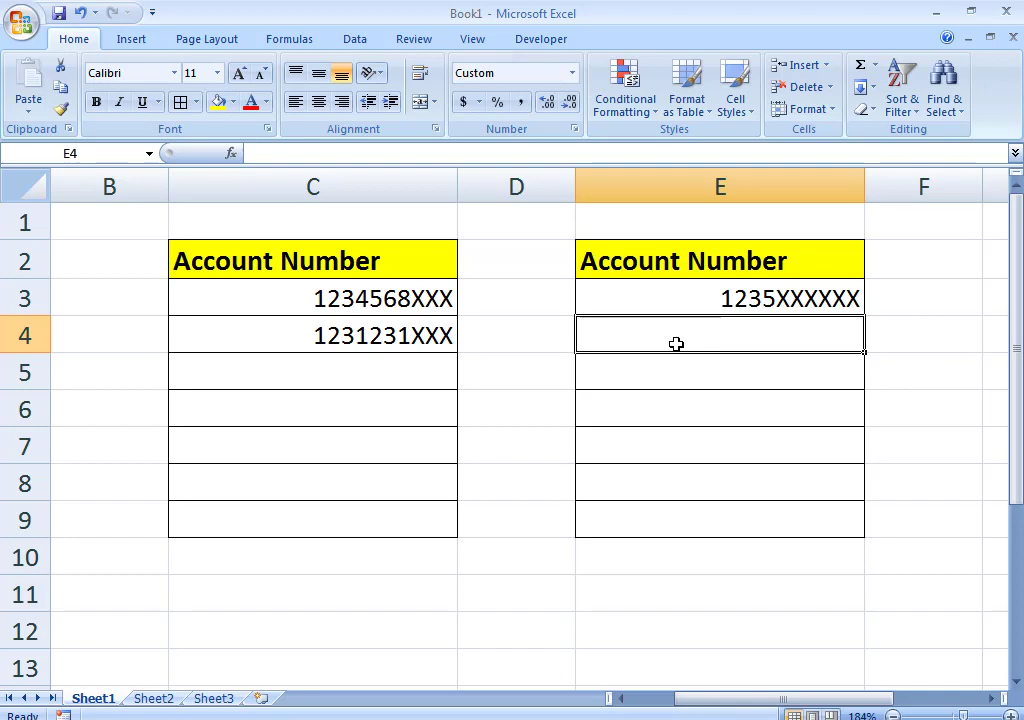 Book1 - Microsoft Excel
Home Insert Page Layout Formulas Data Review View Developer
Calibri 11 A A Custom Insert Σ
Paste B I U A $ % , .00 .00 Conditional Formatting Format as Table Cell Styles Delete Format Sort & Filter Find & Select
Clipboard Font Alignment Number Styles Cells Editing
E4 fx
B C D E F
1
2 Account Number Account Number
3 1234568XXX 1235XXXXXX
4 1231231XXX
5
6
7
8
9
10
11
12
13
Sheet1 Sheet2 Sheet3
Ready 184%